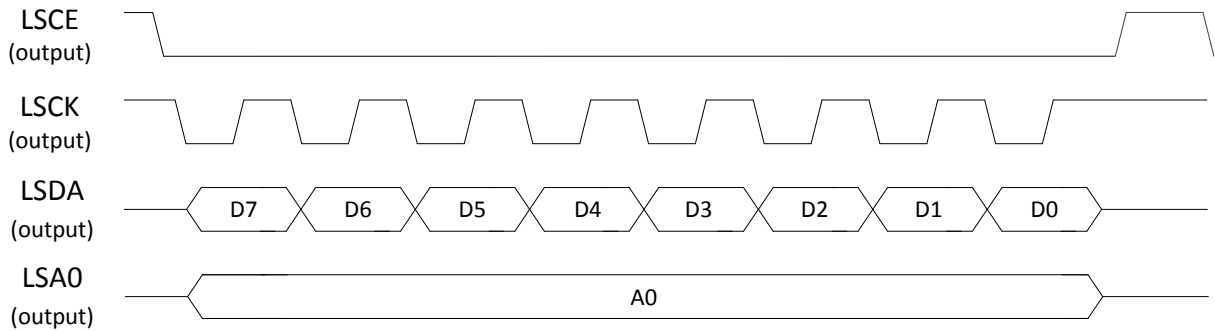 LSCE
(output)
LSCK
(output)
LSDA
(output)
D7 D6 D5 D4 D3 D2 D1 D0
LSA0
(output)
A0